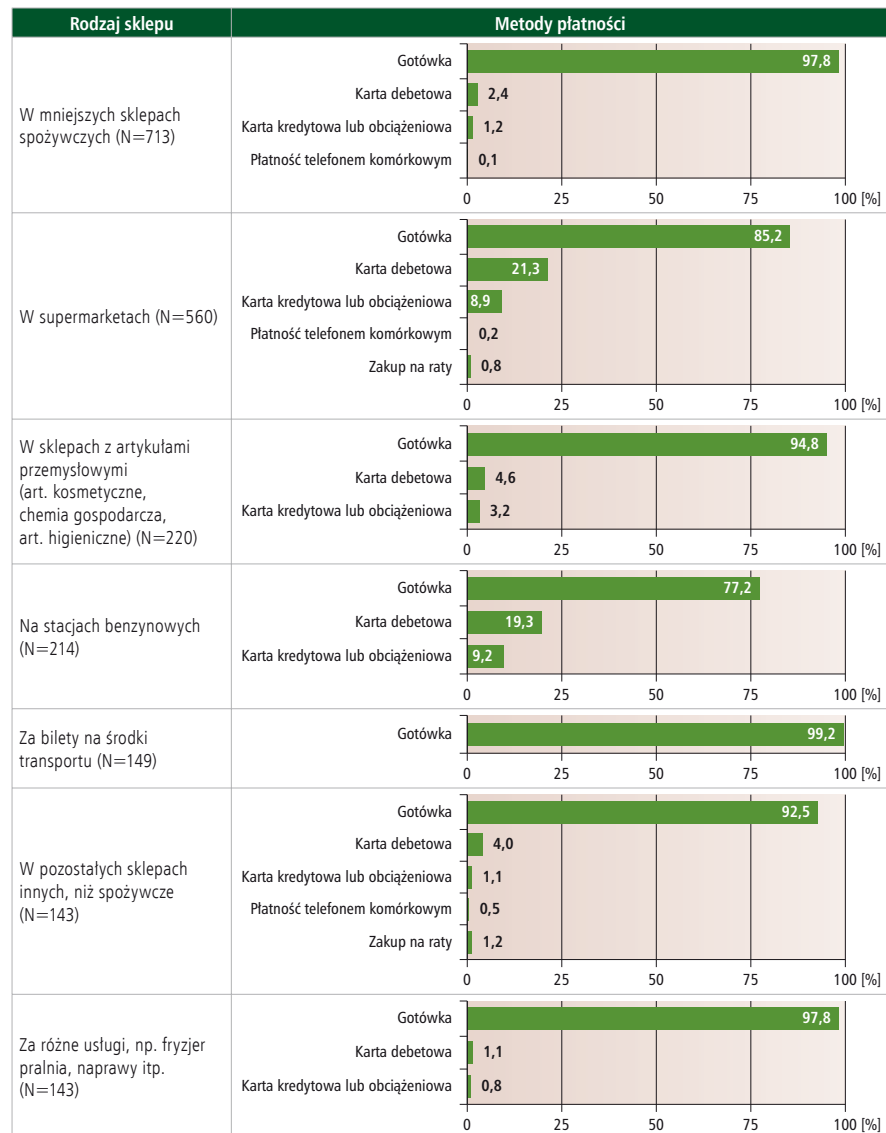 Rodzaj sklepu
Metody płatności
W mniejszych sklepach
spożywczych (N=713)
Gotówka
97,8
Karta debetowa
2,4
Karta kredytowa lub obciążeniowa
1,2
Płatność telefonem komórkowym
0,1
0 25 50 75 100 [%]
W supermarketach (N=560)
Gotówka
85,2
Karta debetowa
21,3
Karta kredytowa lub obciążeniowa
8,9
Płatność telefonem komórkowym
0,2
Zakup na raty
0,8
0 25 50 75 100 [%]
W sklepach z artykułami
przemysłowymi
(art. kosmetyczne,
chemia gospodarcza,
art. higieniczne) (N=220)
Gotówka
94,8
Karta debetowa
4,6
Karta kredytowa lub obciążeniowa
3,2
0 25 50 75 100 [%]
Na stacjach benzynowych
(N=214)
Gotówka
77,2
Karta debetowa
19,3
Karta kredytowa lub obciążeniowa
9,2
0 25 50 75 100 [%]
Za bilety na środki
transportu (N=149)
Gotówka
99,2
0 25 50 75 100 [%]
W pozostałych sklepach
innych, niż spożywcze
(N=143)
Gotówka
92,5
Karta debetowa
4,0
Karta kredytowa lub obciążeniowa
1,1
Płatność telefonem komórkowym
0,5
Zakup na raty
1,2
0 25 50 75 100 [%]
Za różne usługi, np. fryzjer
pralnia, naprawy itp.
(N=143)
Gotówka
97,8
Karta debetowa
1,1
Karta kredytowa lub obciążeniowa
0,8
0 25 50 75 100 [%]